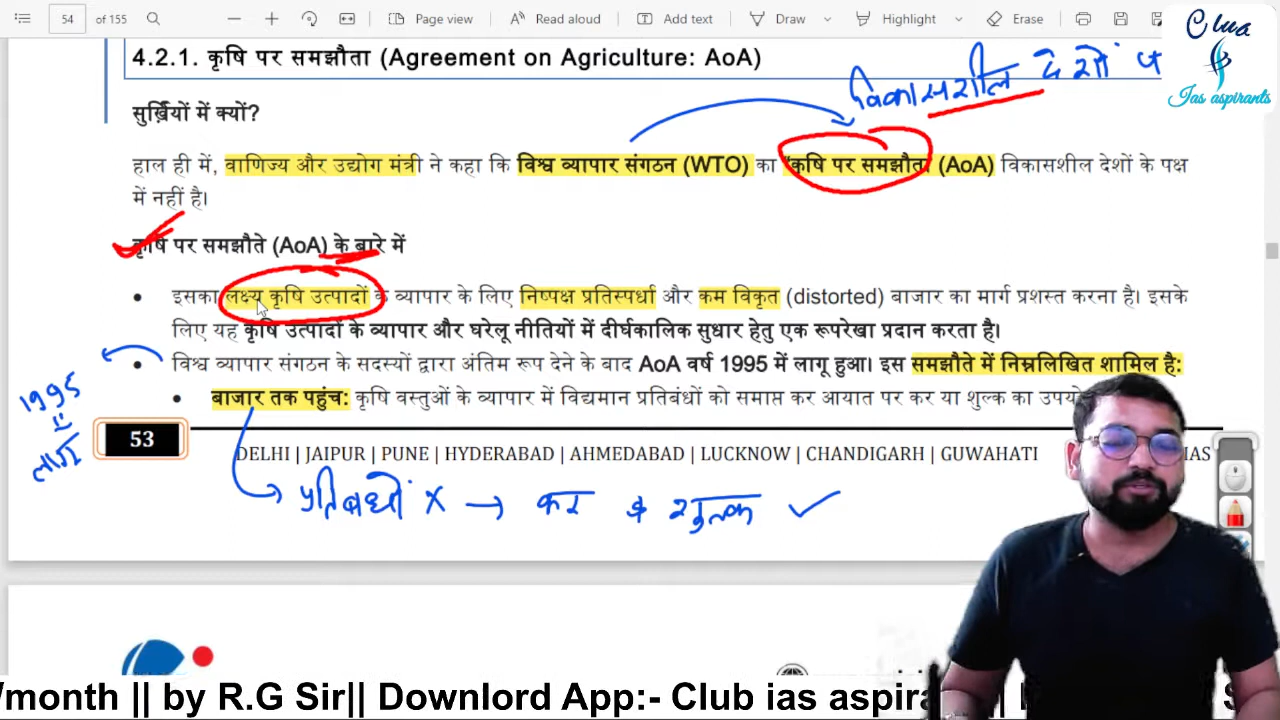 54 of 155 Page view Read aloud Add text Draw Highlight Erase
Club
Ias aspirants
4.2.1. कृषि पर समझौता (Agreement on Agriculture: AoA)
विकासशील देशों
सुर्ख़ियों में क्यों?
हाल ही में, वाणिज्य और उद्योग मंत्री ने कहा कि विश्व व्यापार संगठन (WTO) का "कृषि पर समझौता (AoA) विकासशील देशों के पक्ष
में नहीं है।
कृषि पर समझौते (AoA) के बारे में
• इसका लक्ष्य कृषि उत्पादों के व्यापार के लिए निष्पक्ष प्रतिस्पर्धा और कम विकृत (distorted) बाजार का मार्ग प्रशस्त करना है। इसके
लिए यह कृषि उत्पादों के व्यापार और घरेलू नीतियों में दीर्घकालिक सुधार हेतु एक रूपरेखा प्रदान करता है।
• विश्व व्यापार संगठन के सदस्यों द्वारा अंतिम रूप देने के बाद AoA वर्ष 1995 में लागू हुआ। इस समझौते में निम्नलिखित शामिल है:
• बाजार तक पहुंच: कृषि वस्तुओं के व्यापार में विद्यमान प्रतिबंधों को समाप्त कर आयात पर कर या शुल्क का
1995
लागू
53 DELHI | JAIPUR | PUNE | HYDERABAD | AHMEDABAD | LUCKNOW | CHANDIGARH | GUWAHATI
प्रतिबंधों X → कर शुल्क ✓
/month || by R.G Sir|| Downlord App:- Club ias